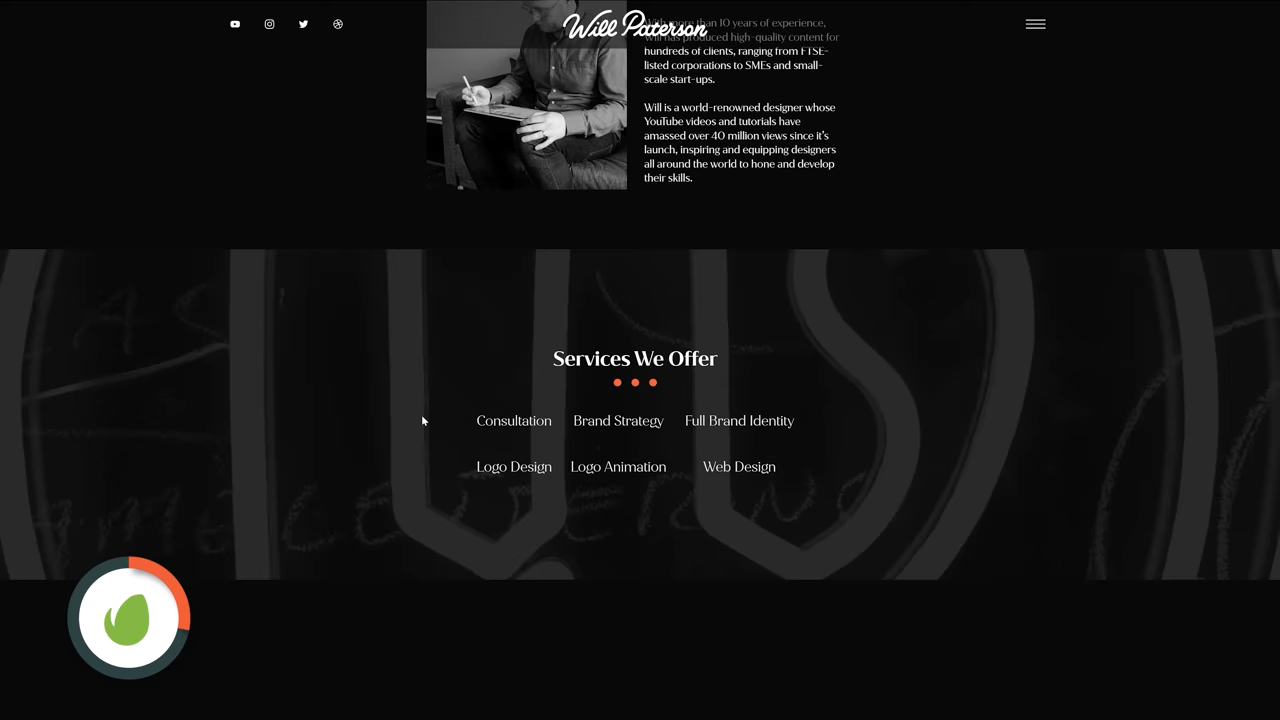 Will Paterson
With more than 10 years of experience,
Will has produced high-quality content for
hundreds of clients, ranging from FTSE-
listed corporations to SMEs and small-
scale start-ups.
Will is a world-renowned designer whose
YouTube videos and tutorials have
amassed over 40 million views since it's
launch, inspiring and equipping designers
all around the world to hone and develop
their skills.
Services We Offer
Consultation Brand Strategy Full Brand Identity
Logo Design Logo Animation Web Design